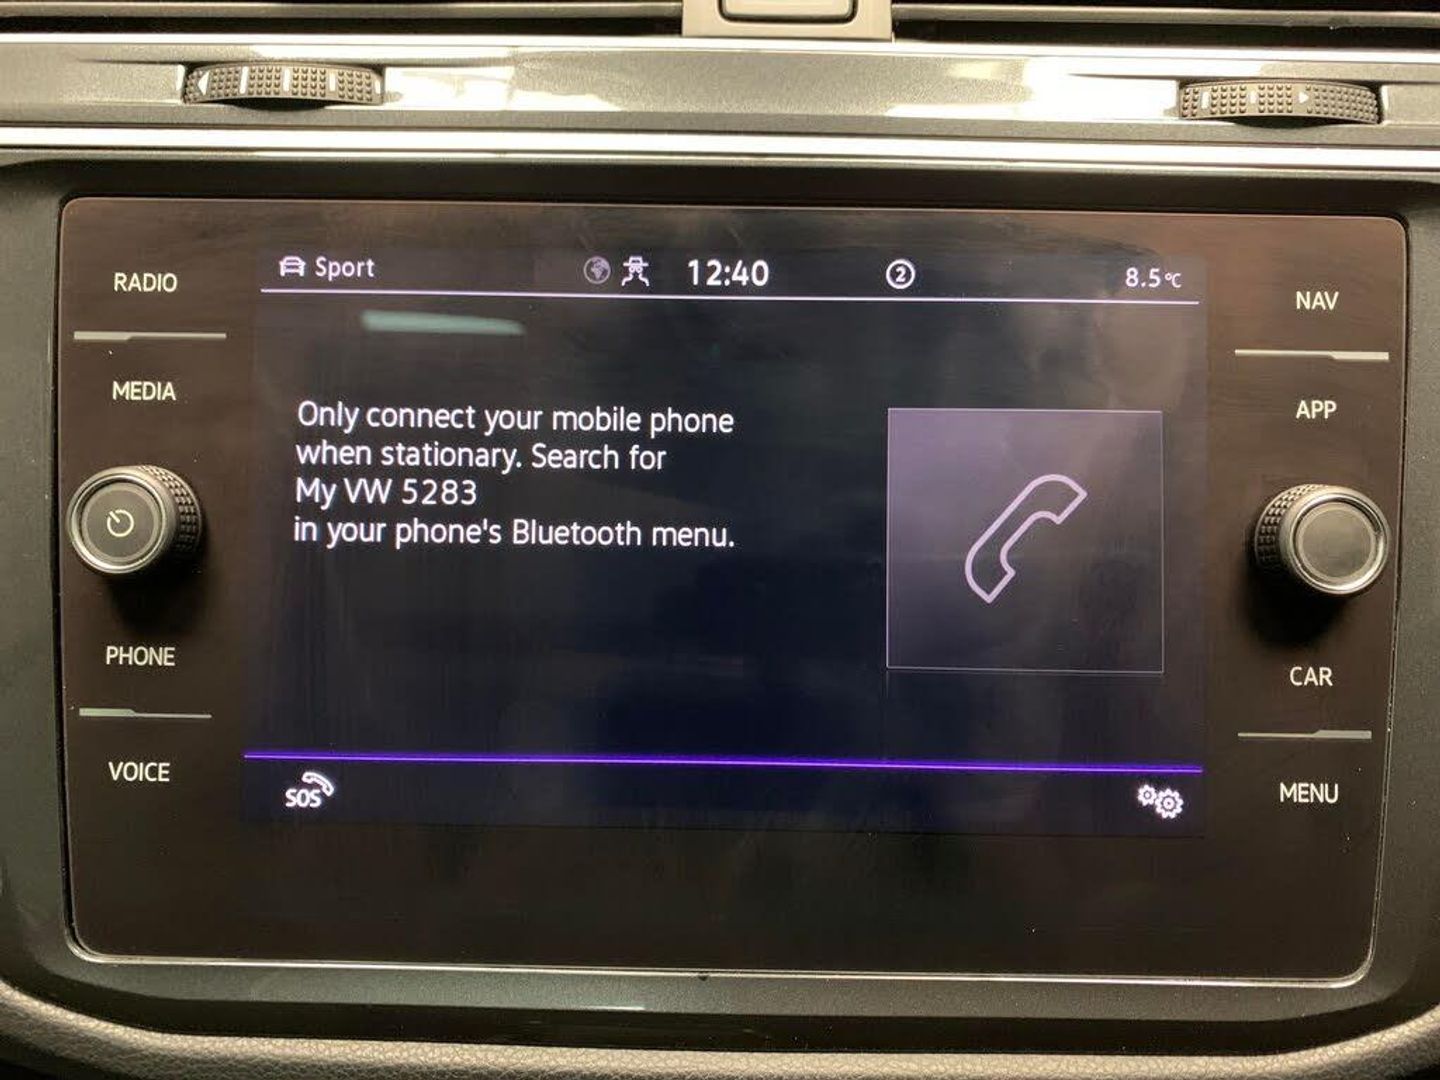 RADIO
MEDIA
PHONE
VOICE
Sport
12:40
2
8.5°C
Only connect your mobile phone
when stationary. Search for
My VW 5283
in your phone's Bluetooth menu.
SOS
NAV
APP
CAR
MENU